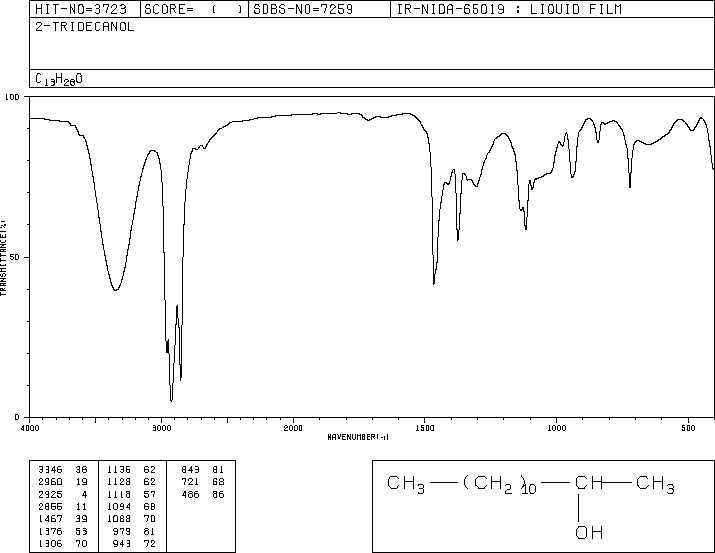 HIT-NO=3723 SCORE= ( ) SDBS-NO=7259 IR-NIDA-65019 : LIQUID FILM
2-TRIDECANOL
C13H28O
100
50
0
TRANSMITTANCE(%)
4000 3000 2000 1500 1000 500
WAVENUMBER(-1)
3346 38 1136 62 843 81
2960 19 1128 62 721 68
2925 4 1118 57 486 86
2855 11 1094 68
1467 39 1088 70
1376 53 979 81
1306 70 943 72
CH3—(CH2)10—CH—CH3
OH